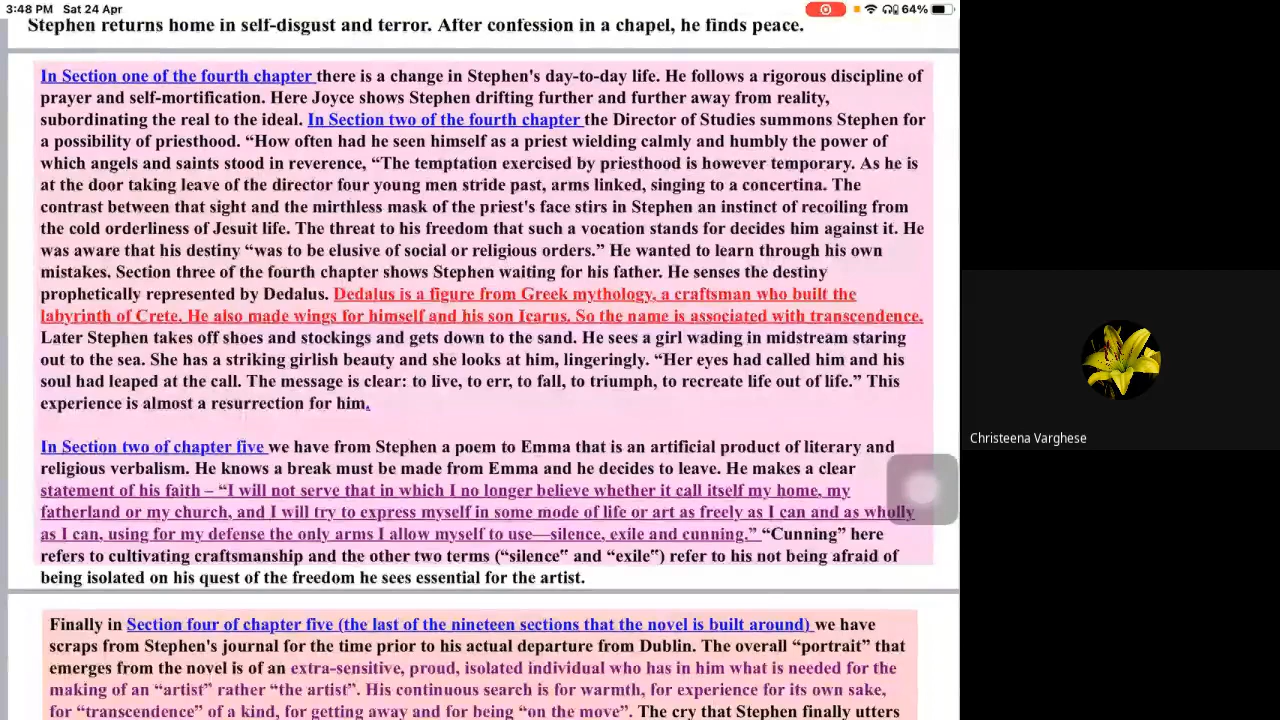 3:48 PM Sat 24 Apr
64%
Stephen returns home in self-disgust and terror. After confession in a chapel, he finds peace.
In Section one of the fourth chapter there is a change in Stephen's day-to-day life. He follows a rigorous discipline of
prayer and self-mortification. Here Joyce shows Stephen drifting further and further away from reality,
subordinating the real to the ideal. In Section two of the fourth chapter the Director of Studies summons Stephen for
a possibility of priesthood. “How often had he seen himself as a priest wielding calmly and humbly the power of
which angels and saints stood in reverence, “The temptation exercised by priesthood is however temporary. As he is
at the door taking leave of the director four young men stride past, arms linked, singing to a concertina. The
contrast between that sight and the mirthless mask of the priest's face stirs in Stephen an instinct of recoiling from
the cold orderliness of Jesuit life. The threat to his freedom that such a vocation stands for decides him against it. He
was aware that his destiny “was to be elusive of social or religious orders.” He wanted to learn through his own
mistakes. Section three of the fourth chapter shows Stephen waiting for his father. He senses the destiny
prophetically represented by Dedalus. Dedalus is a figure from Greek mythology, a craftsman who built the
labyrinth of Crete. He also made wings for himself and his son Icarus. So the name is associated with transcendence.
Later Stephen takes off shoes and stockings and gets down to the sand. He sees a girl wading in midstream staring
out to the sea. She has a striking girlish beauty and she looks at him, lingeringly. “Her eyes had called him and his
soul had leaped at the call. The message is clear: to live, to err, to fall, to triumph, to recreate life out of life.” This
experience is almost a resurrection for him.
In Section two of chapter five we have from Stephen a poem to Emma that is an artificial product of literary and
religious verbalism. He knows a break must be made from Emma and he decides to leave. He makes a clear
statement of his faith – “I will not serve that in which I no longer believe whether it call itself my home, my
fatherland or my church, and I will try to express myself in some mode of life or art as freely as I can and as wholly
as I can, using for my defense the only arms I allow myself to use—silence, exile and cunning.” “Cunning” here
refers to cultivating craftsmanship and the other two terms (“silence‟ and “exile‟) refer to his not being afraid of
being isolated on his quest of the freedom he sees essential for the artist.
Finally in Section four of chapter five (the last of the nineteen sections that the novel is built around) we have
scraps from Stephen's journal for the time prior to his actual departure from Dublin. The overall “portrait” that
emerges from the novel is of an extra-sensitive, proud, isolated individual who has in him what is needed for the
making of an “artist” rather “the artist”. His continuous search is for warmth, for experience for its own sake,
for “transcendence” of a kind, for getting away and for being “on the move”. The cry that Stephen finally utters
Christeena Varghese